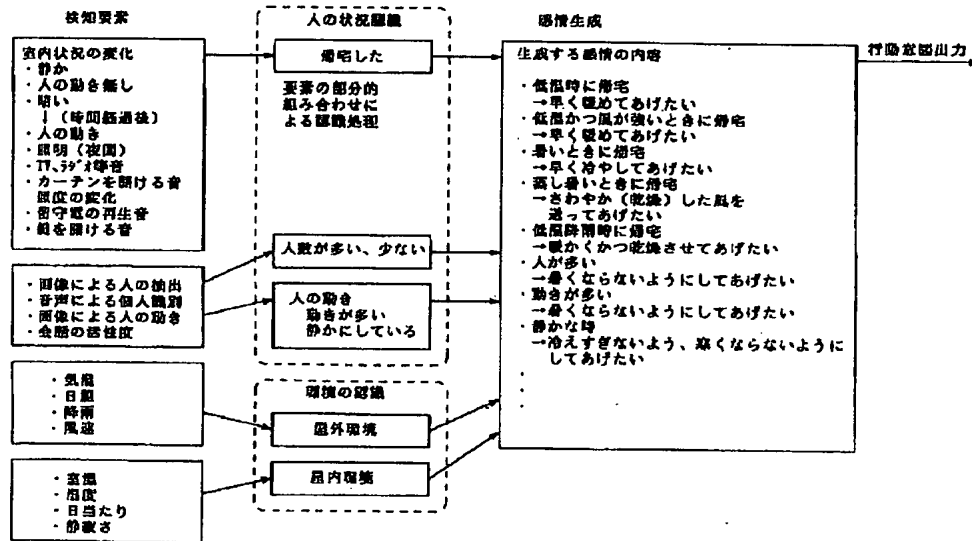 検知要素
室内状況の変化
・静か
・人の動き無し
・暗い
↓(時間経過後)
・人の動き
・照明(夜間)
・TV、ラジオ等音
・カーテンを開ける音
照度の変化
・留守電の再生音
・鍵を開ける音
・画像による人の抽出
・音声による個人識別
・画像による人の動き
・会話の活性度
・気温
・日照
・降雨
・風速
・室温
・湿度
・日当たり
・静寂さ
人の状況認識
帰宅した
要素の部分的
組み合わせに
よる認識処理
人数が多い、少ない
人の動き
動きが多い
静かにしている
環境の認識
屋外環境
屋内環境
感情生成
生成する感情の内容
・低温時に帰宅
→早く暖めてあげたい
・低温かつ風が強いときに帰宅
→早く暖めてあげたい
・暑いときに帰宅
→早く冷やしてあげたい
・蒸し暑いときに帰宅
→さわやか(乾燥)した風を
送ってあげたい
・低温降雨時に帰宅
→暖かくかつ乾燥させてあげたい
・人が多い
→暑くならないようにしてあげたい
・動きが多い
→暑くならないようにしてあげたい
・静かな時
→冷えすぎないよう、寒くならないように
してあげたい
・
・
・
行動意図出力